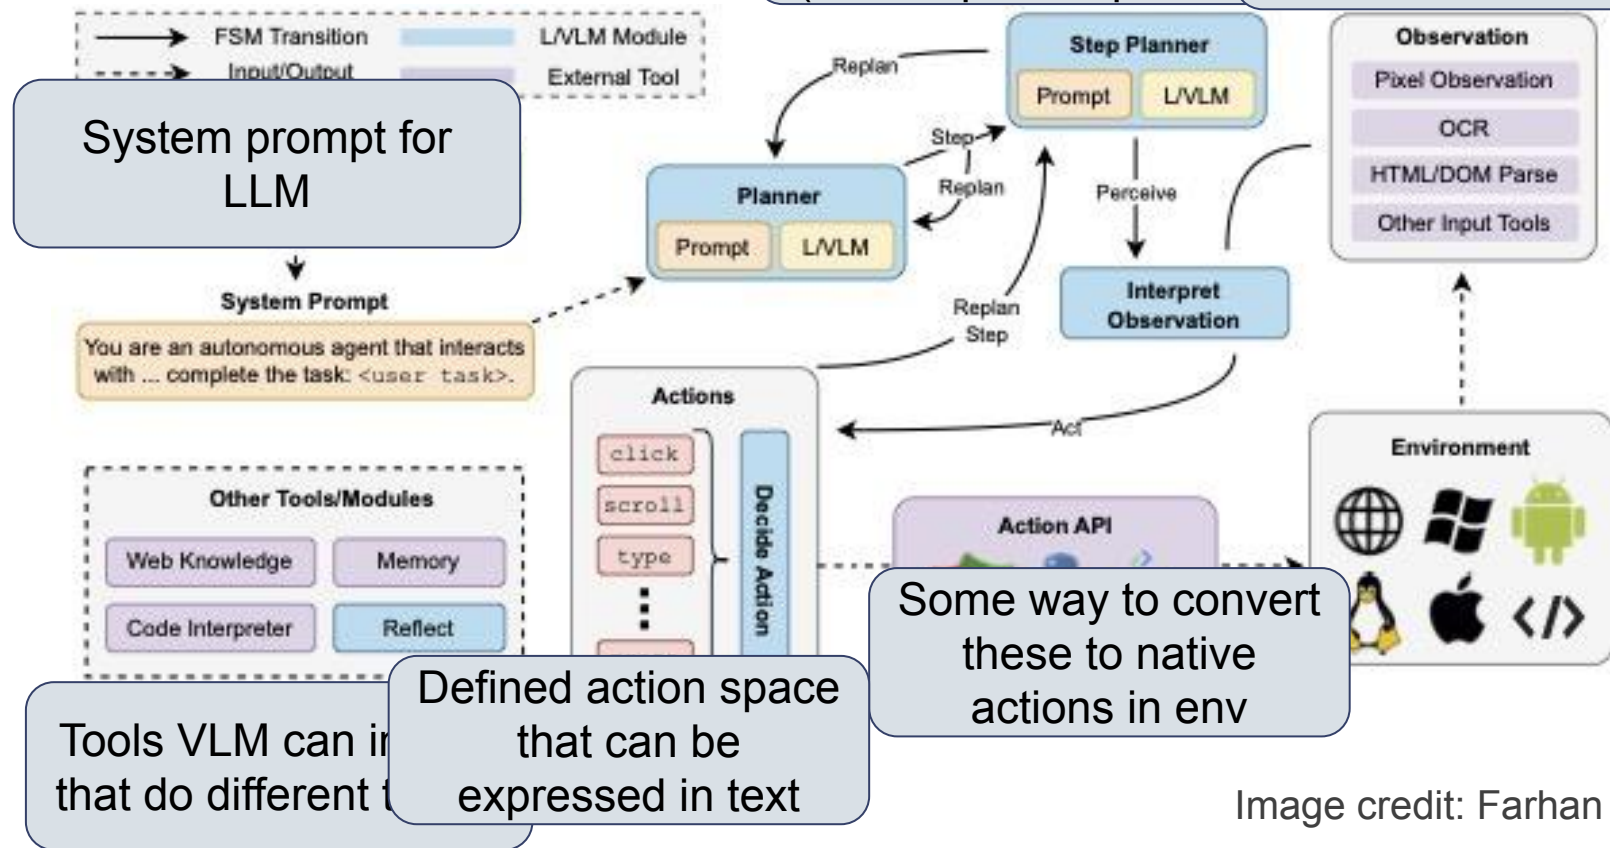 FSM Transition
L/VLM Module
Input/Output
External Tool
System prompt for
LLM
System Prompt
You are an autonomous agent that interacts
with ... complete the task: <user task>.
Planner
Prompt
L/VLM
Replan
Step
Replan
Step Planner
Prompt
L/VLM
Perceive
Interpret
Observation
Replan
Step
Act
Observation
Pixel Observation
OCR
HTML/DOM Parse
Other Input Tools
Actions
click
scroll
type
Decide Action
Action API
Environment
</>
Other Tools/Modules
Web Knowledge
Memory
Code Interpreter
Reflect
Tools VLM can
that do different
Defined action space
that can be
expressed in text
Some way to convert
these to native
actions in env
Image credit: Farhan